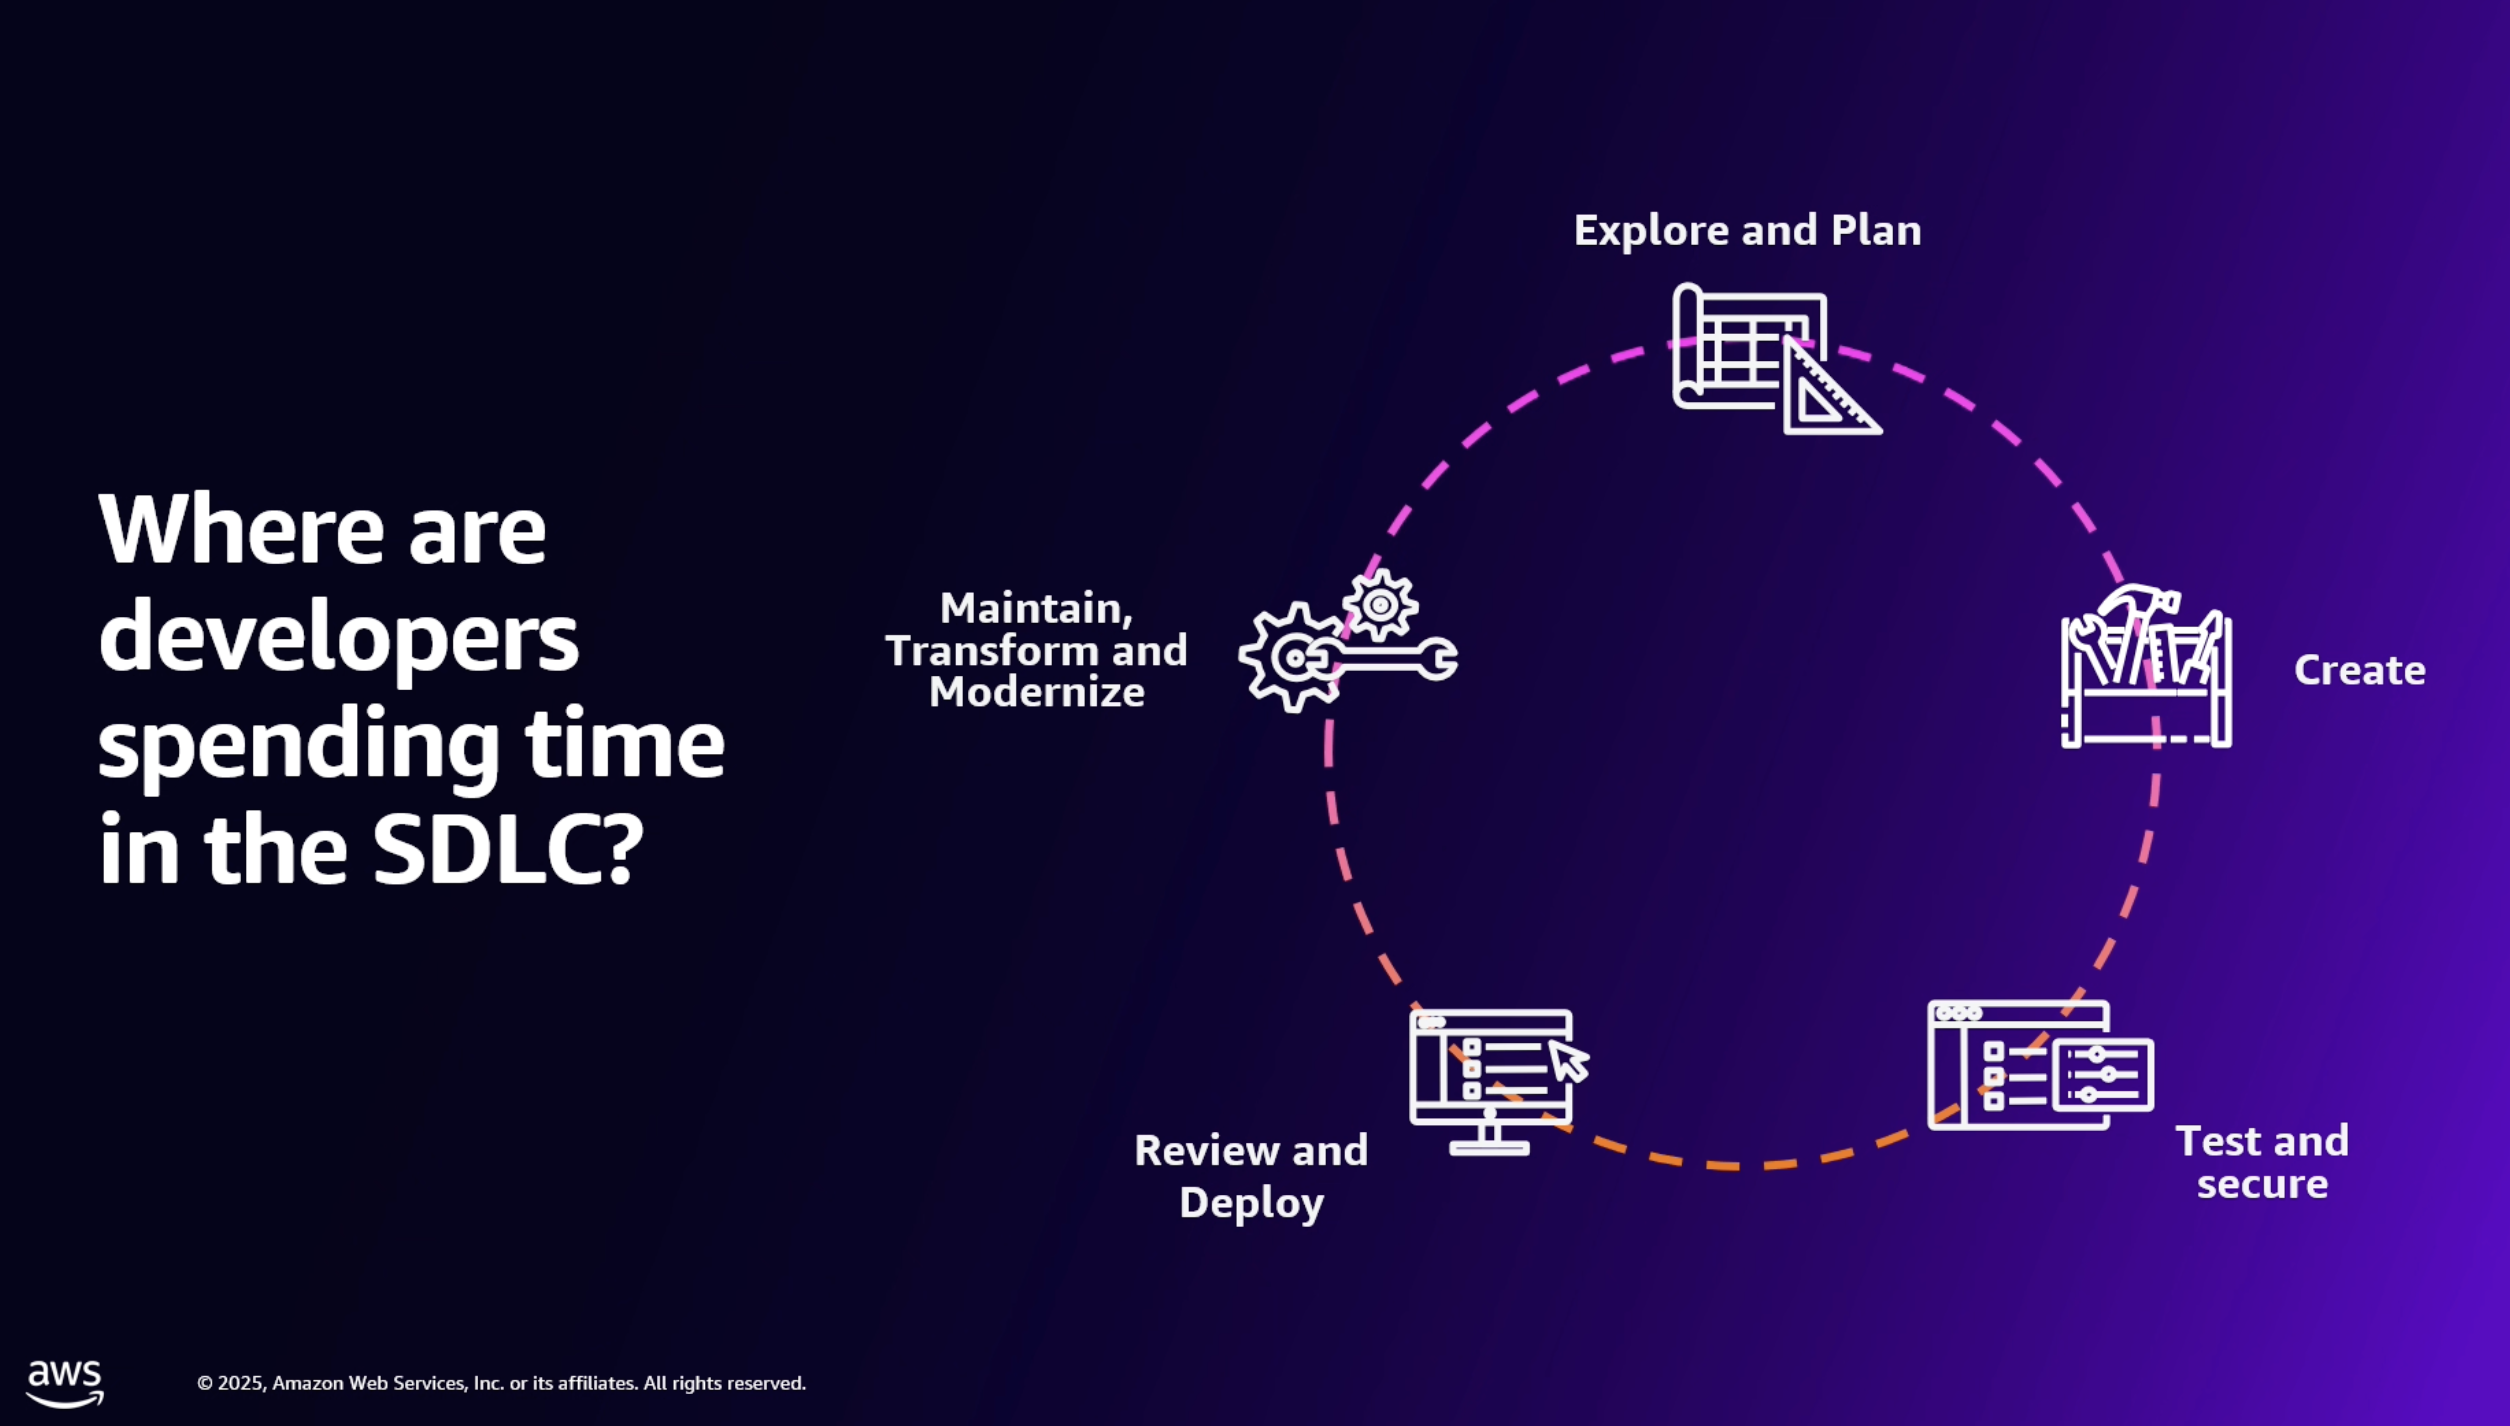 Where are
developers
spending time
in the SDLC?
Explore and Plan
Create
Test and
secure
Review and
Deploy
Maintain,
Transform and
Modernize
aws
© 2025, Amazon Web Services, Inc. or its affiliates. All rights reserved.